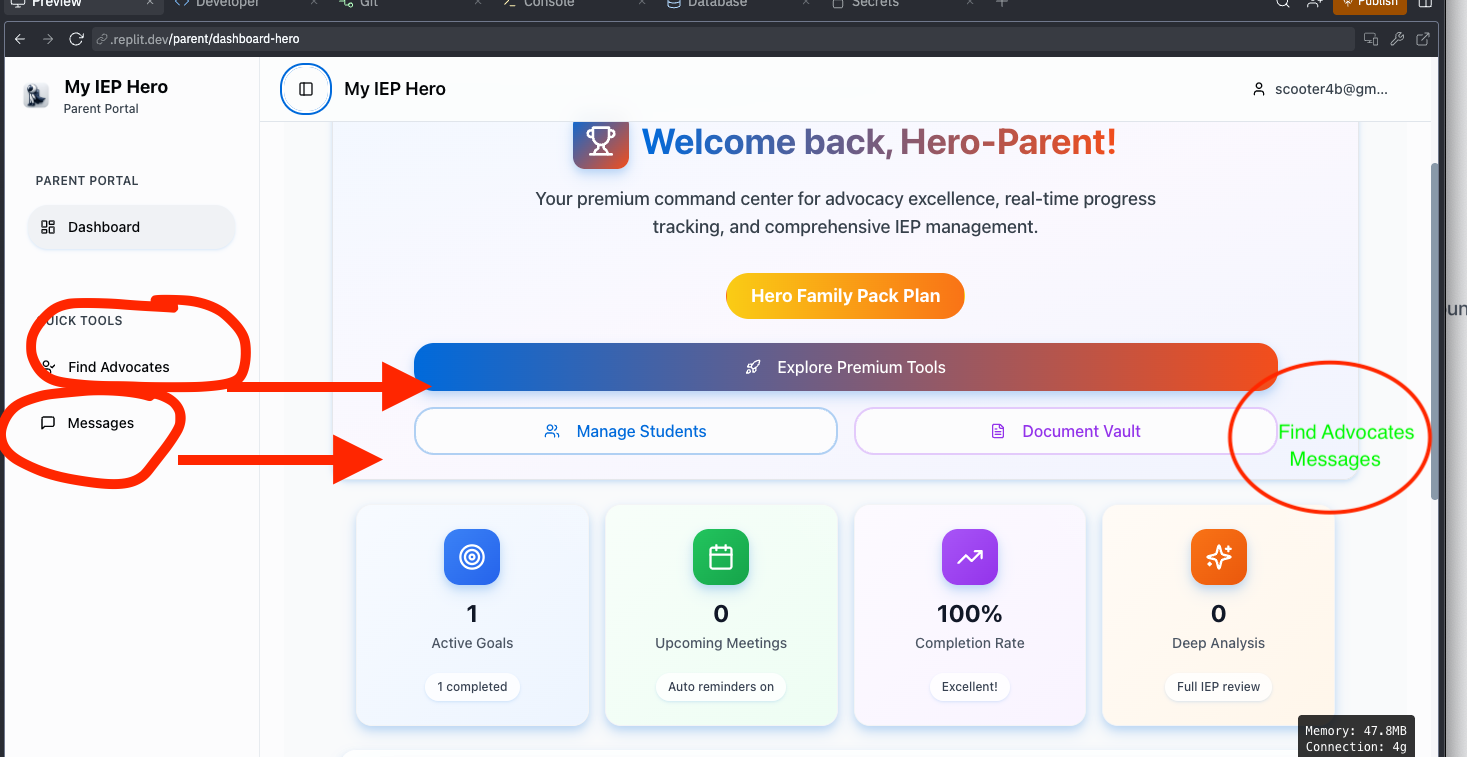 Preview × Developer × Git × Console × Database × Secrets × Publish
.replit.dev/parent/dashboard-hero
My IEP Hero
Parent Portal
My IEP Hero
scooter4b@gm...
PARENT PORTAL
Dashboard
QUICK TOOLS
Find Advocates
Messages
Welcome back, Hero-Parent!
Your premium command center for advocacy excellence, real-time progress
tracking, and comprehensive IEP management.
Hero Family Pack Plan
Explore Premium Tools
Manage Students
Document Vault
Find Advocates
Messages
1
Active Goals
1 completed
0
Upcoming Meetings
Auto reminders on
100%
Completion Rate
Excellent!
0
Deep Analysis
Full IEP review
Memory: 47.8MB
Connection: 4g